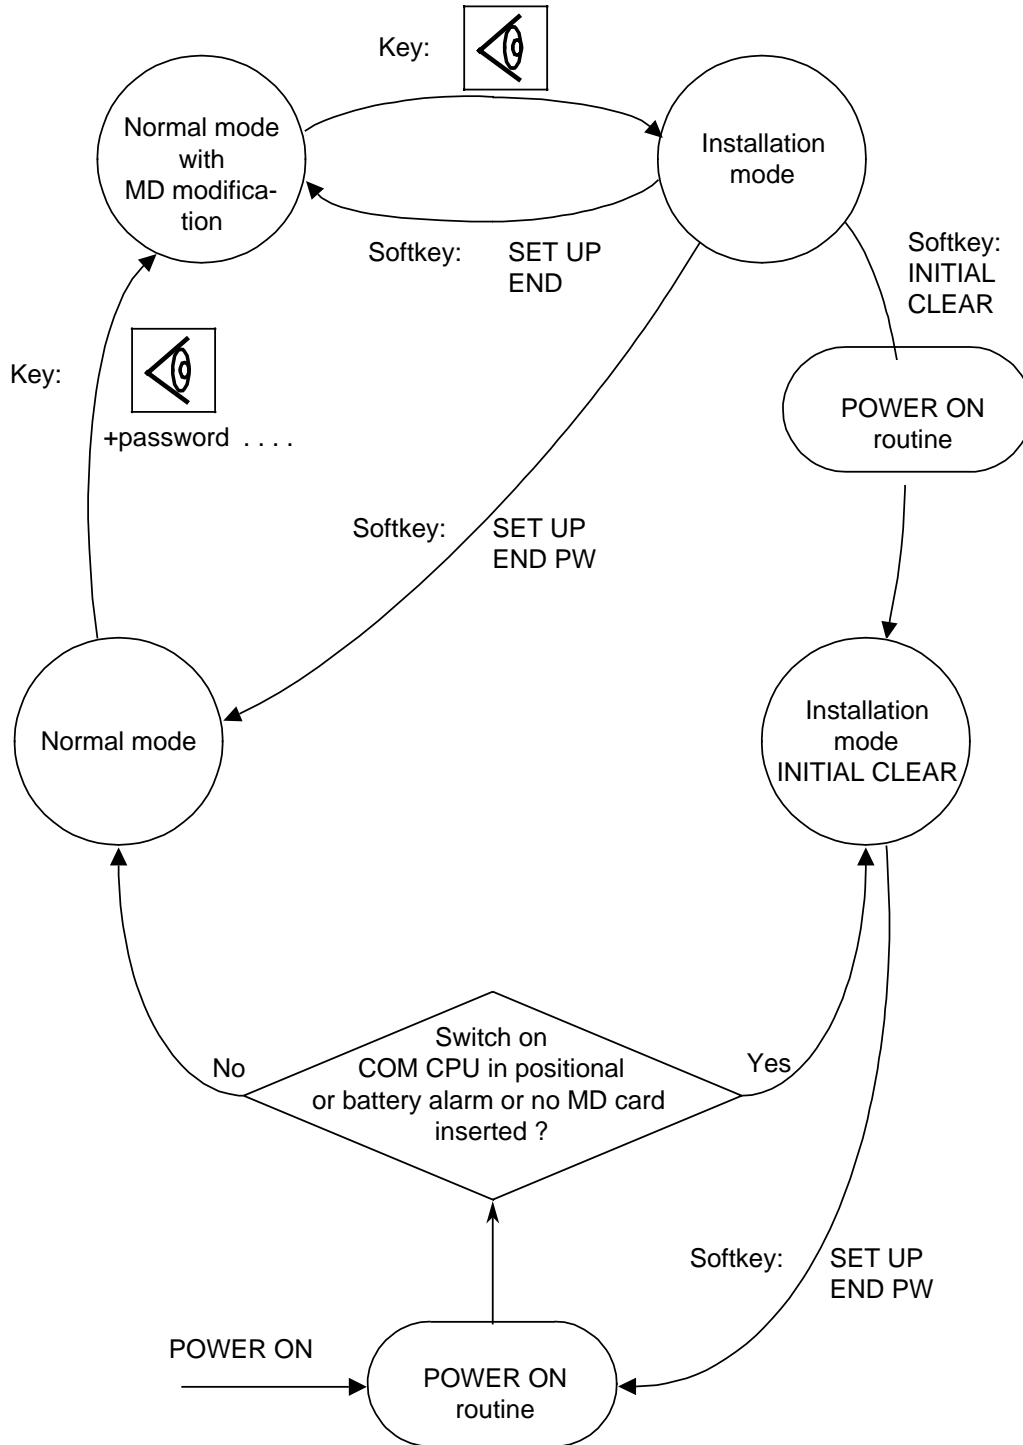 Key:
Normal mode
with
MD modifica-
tion
Installation
mode
Softkey:
SET UP
END
Softkey:
INITIAL
CLEAR
Key:
+password . . . .
POWER ON
routine
Softkey:
SET UP
END PW
Normal mode
Installation
mode
INITIAL CLEAR
Switch on
COM CPU in positional
or battery alarm or no MD card
inserted ?
No
Yes
Softkey:
SET UP
END PW
POWER ON
POWER ON
routine